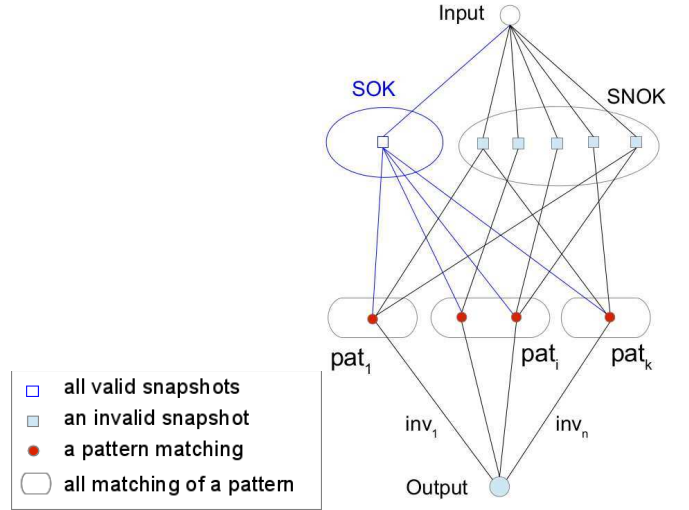 Input
SOK
SNOK
pat1
pati
patk
all valid snapshots
an invalid snapshot
a pattern matching
all matching of a pattern
inv1
invn
Output